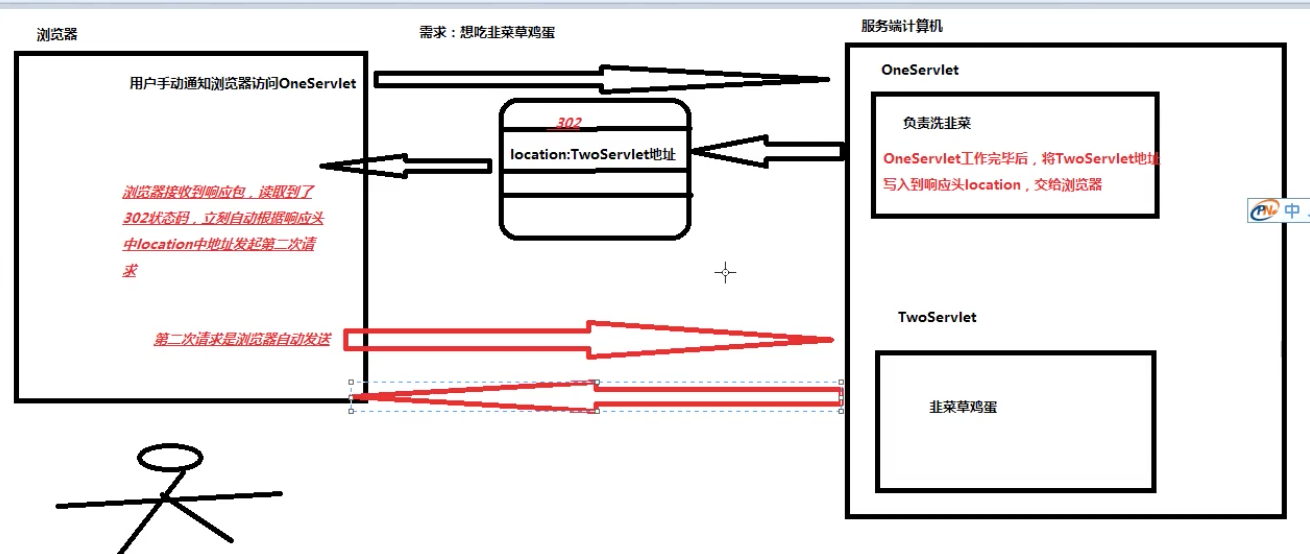 浏览器
需求：想吃韭菜草鸡蛋
服务端计算机
用户手动通知浏览器访问OneServlet
OneServlet
302
负责洗韭菜
location:TwoServlet地址
OneServlet工作完毕后，将TwoServlet地址
写入到响应头location，交给浏览器
浏览器接收到响应包，读取到了
302状态码，立刻自动根据响应头
中location中地址发起第二次请
求
中
TwoServlet
第二次请求是浏览器自动发送
韭菜草鸡蛋